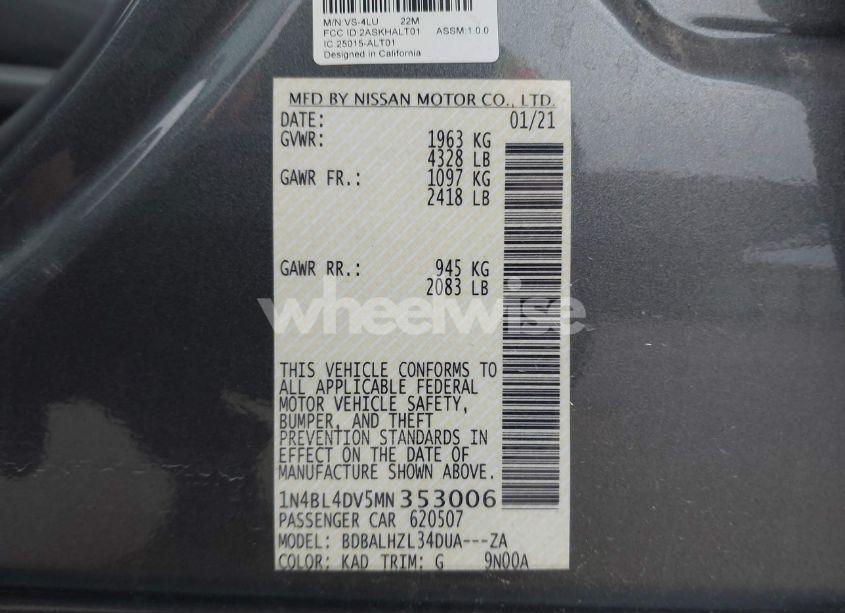 M/N:VS-4LU 22M
FCC ID:2ASKHALT01 ASSM:1.0.0
IC:25015-ALT01
Designed in California
MFD BY NISSAN MOTOR CO., LTD.
DATE: 01/21
GVWR: 1963 KG
4328 LB
GAWR FR.: 1097 KG
2418 LB
GAWR RR.: 945 KG
2083 LB
wheelwise
THIS VEHICLE CONFORMS TO
ALL APPLICABLE FEDERAL
MOTOR VEHICLE SAFETY,
BUMPER, AND THEFT
PREVENTION STANDARDS IN
EFFECT ON THE DATE OF
MANUFACTURE SHOWN ABOVE.
1N4BL4DV5MN353006
PASSENGER CAR 620507
MODEL: BDBALHZL34DUA---ZA
COLOR: KAD TRIM: G 9N00A